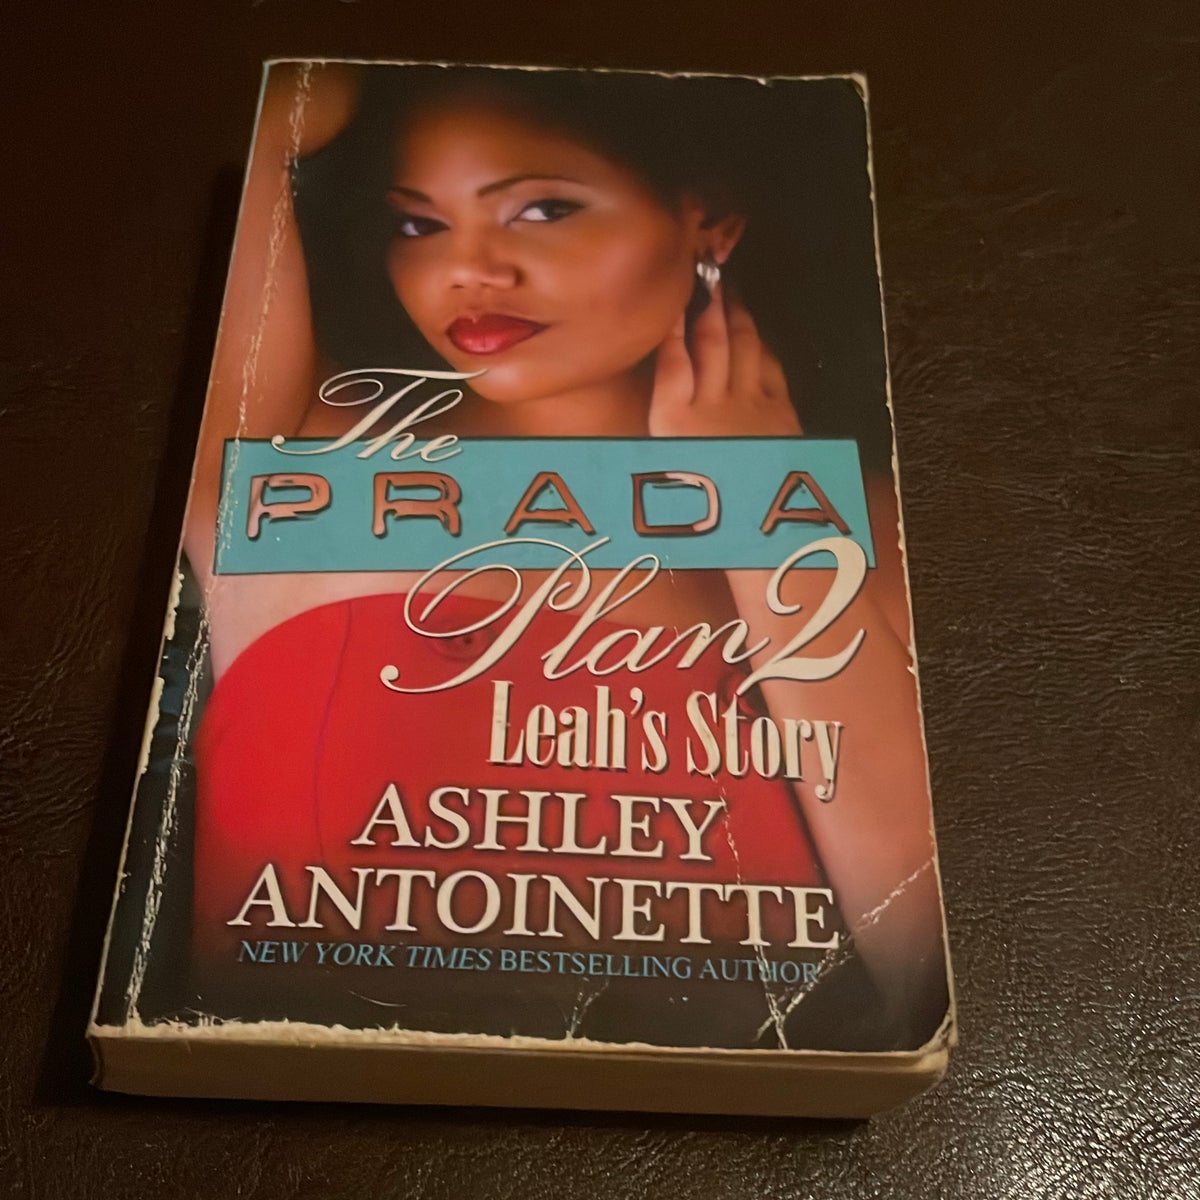 The
PRADA
Plan 2
Leah's Story
ASHLEY
ANTOINETTE
NEW YORK TIMES BESTSELLING AUTHOR